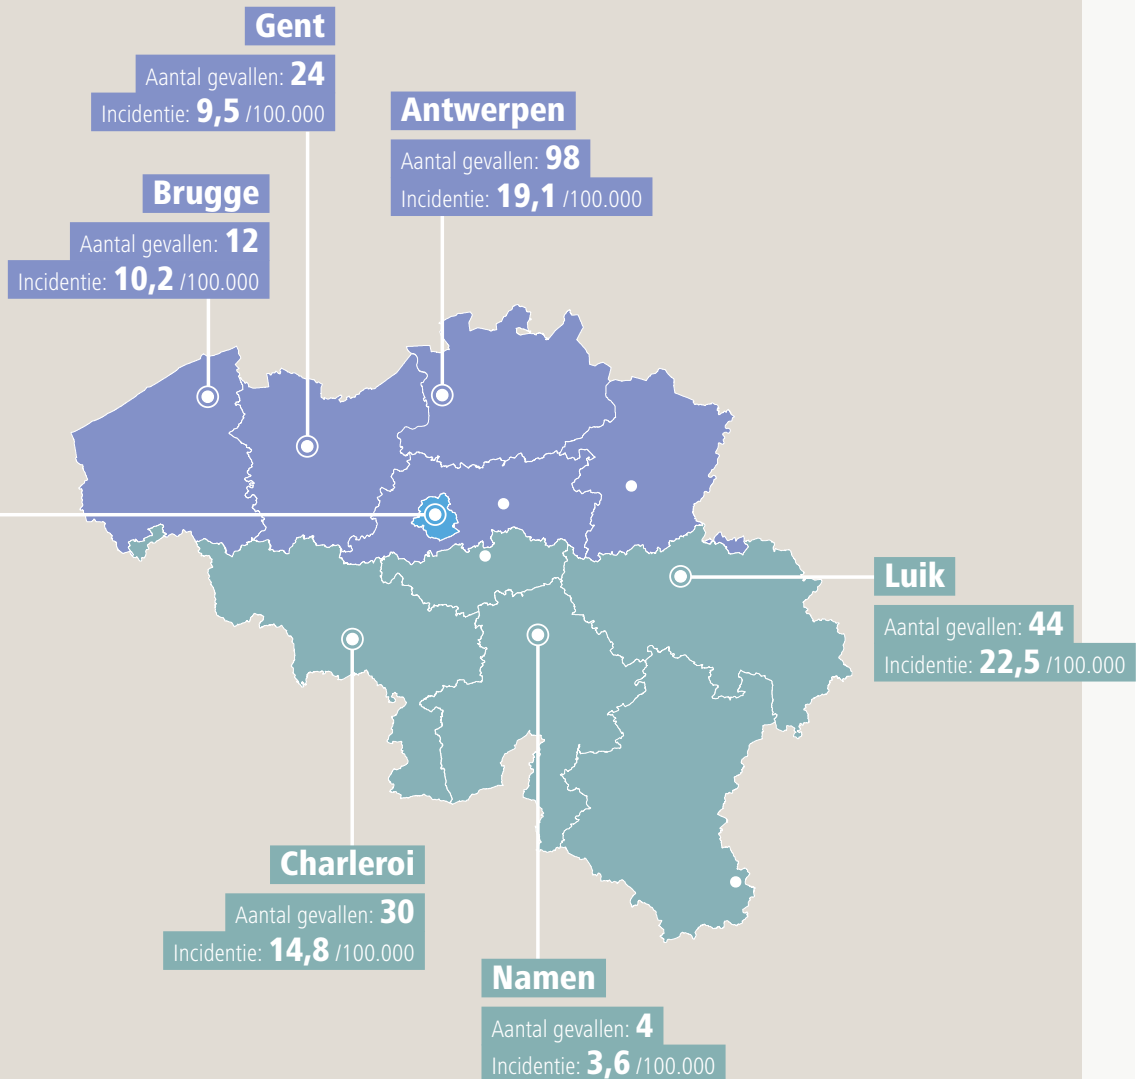 Gent
Aantal gevallen: 24
Incidentie: 9,5 /100.000
Antwerpen
Aantal gevallen: 98
Incidentie: 19,1 /100.000
Brugge
Aantal gevallen: 12
Incidentie: 10,2 /100.000
Luik
Aantal gevallen: 44
Incidentie: 22,5 /100.000
Charleroi
Aantal gevallen: 30
Incidentie: 14,8 /100.000
Namen
Aantal gevallen: 4
Incidentie: 3,6 /100.000